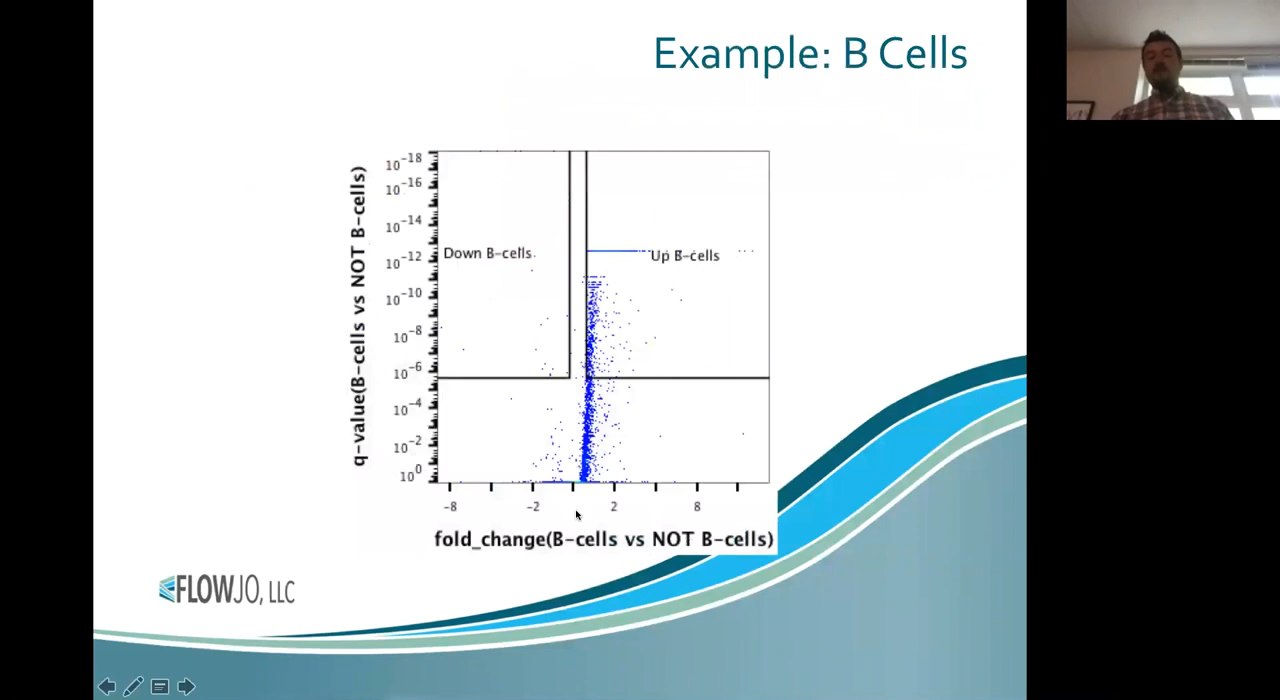 Example: B Cells
q-value(B-cells vs NOT B-cells)
10-18
10-16
10-14
10-12
10-10
10-8
10-6
10-4
10-2
100
Down B-cells
Up B-cells
-8 -2 2 8
fold_change(B-cells vs NOT B-cells)
FLOWJO, LLC